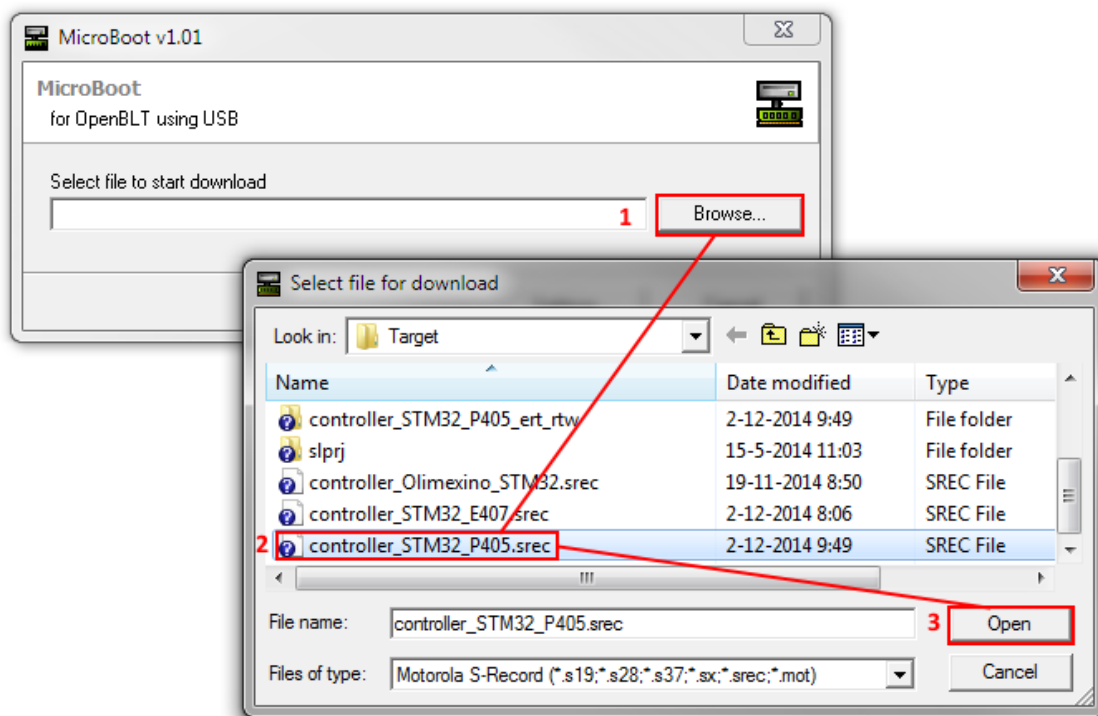 MicroBoot v1.01
MicroBoot
for OpenBLT using USB
Select file to start download
1 Browse...
Select file for download
Look in: Target
Name Date modified Type
controller_STM32_P405_ert_rtw 2-12-2014 9:49 File folder
slprj 15-5-2014 11:03 File folder
controller_Olimexino_STM32.srec 19-11-2014 8:50 SREC File
controller_STM32_E407.srec 2-12-2014 8:06 SREC File
2 controller_STM32_P405.srec 2-12-2014 9:49 SREC File
File name: controller_STM32_P405.srec 3 Open
Files of type: Motorola S-Record (*.s19;*.s28;*.s37;*.sx;*.srec;*.mot) Cancel